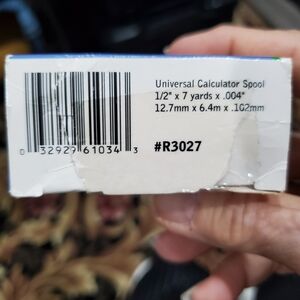 Universal Calculator Spool
1/2" x 7 yards x .004"
12.7mm x 6.4m x .102mm
0 32927 61034 3
#R3027